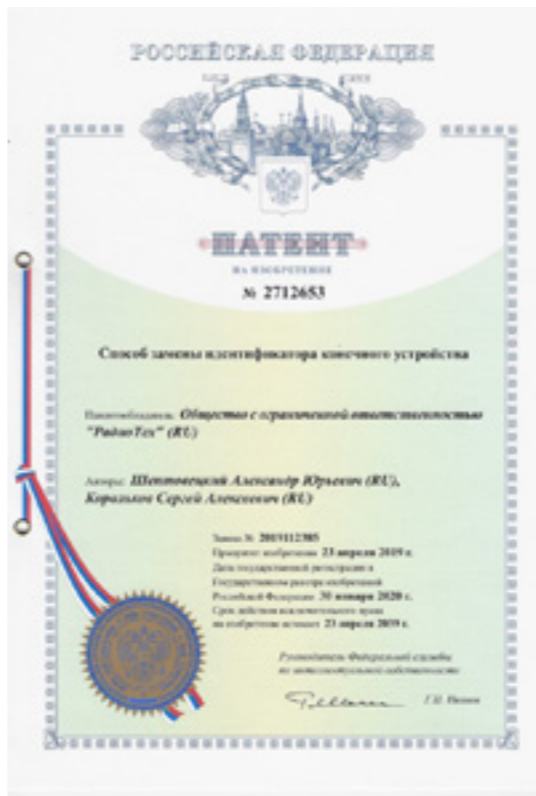 РОССИЙСКАЯ ФЕДЕРАЦИЯ
ПАТЕНТ
НА ИЗОБРЕТЕНИЕ
№ 2712653
Способ замены идентификатора конечного устройства
Патентообладатель: Общество с ограниченной ответственностью
"РадиоТех" (RU)
Авторы: Шептовецкий Александр Юрьевич (RU),
Сергей Алексеевич (RU)
Заявка № 2019112385
Приоритет изобретения 23 апреля 2019 г.
Дата государственной регистрации в
Государственном реестре изобретений
Российской Федерации 30 января 2020 г.
Срок действия исключительного права
на изобретение истекает 23 апреля 2039 г.
Руководитель Федеральной службы
по интеллектуальной собственности
Г.П. Ивлиев